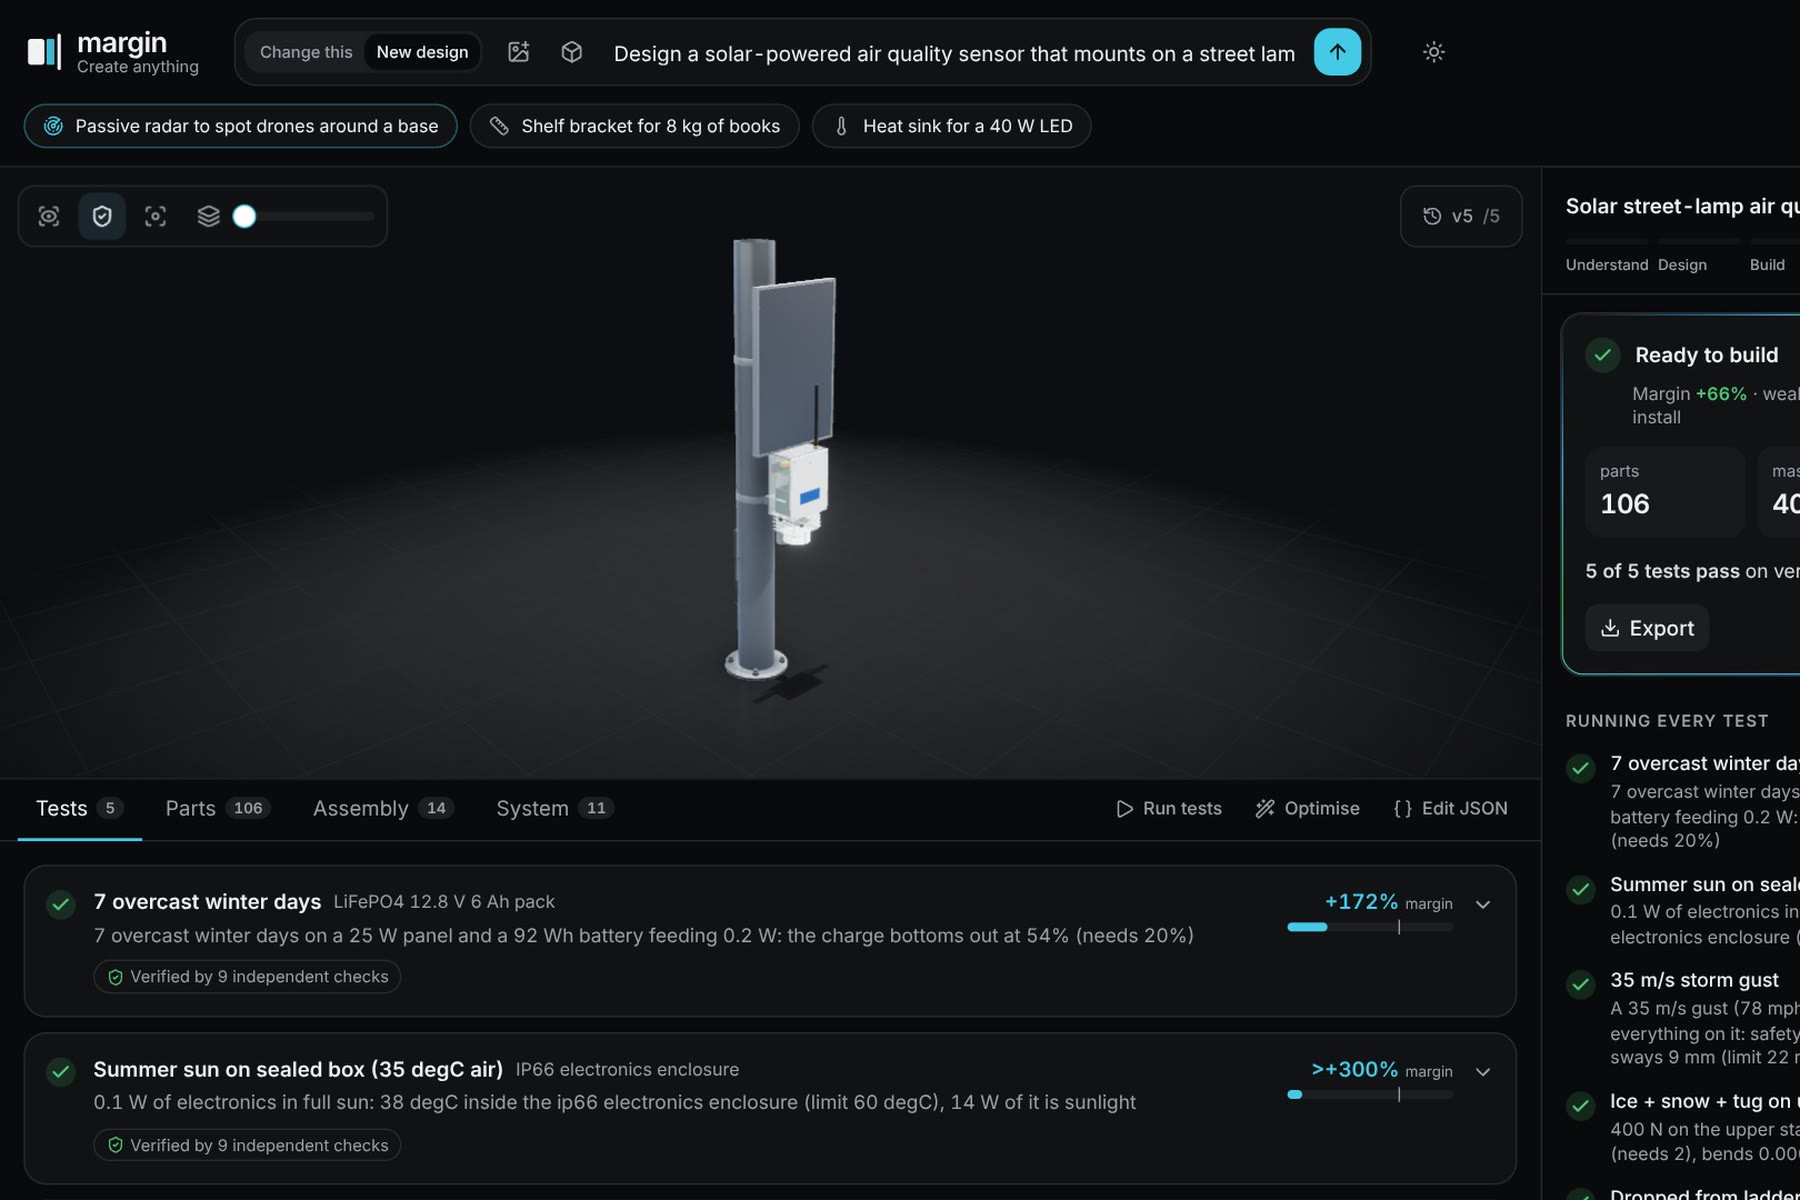 margin
Create anything
Change this
New design
Design a solar-powered air quality sensor that mounts on a street lam
Passive radar to spot drones around a base
Shelf bracket for 8 kg of books
Heat sink for a 40 W LED
v5 /5
Solar street-lamp air qu
Understand Design Build
Ready to build
Margin +66% · weak
install
parts
106
mas
40
5 of 5 tests pass on ver
Export
RUNNING EVERY TEST
7 overcast winter day
7 overcast winter days
battery feeding 0.2 W:
(needs 20%)
Summer sun on seale
0.1 W of electronics in
electronics enclosure (
35 m/s storm gust
A 35 m/s gust (78 mph
everything on it: safety
sways 9 mm (limit 22 m
Ice + snow + tug on u
400 N on the upper sta
(needs 2), bends 0.000
Dropped from ladder
Tests 5
Parts 106
Assembly 14
System 11
Run tests
Optimise
{ } Edit JSON
7 overcast winter days LiFePO4 12.8 V 6 Ah pack
+172% margin
7 overcast winter days on a 25 W panel and a 92 Wh battery feeding 0.2 W: the charge bottoms out at 54% (needs 20%)
Verified by 9 independent checks
Summer sun on sealed box (35 degC air) IP66 electronics enclosure
>+300% margin
0.1 W of electronics in full sun: 38 degC inside the ip66 electronics enclosure (limit 60 degC), 14 W of it is sunlight
Verified by 9 independent checks